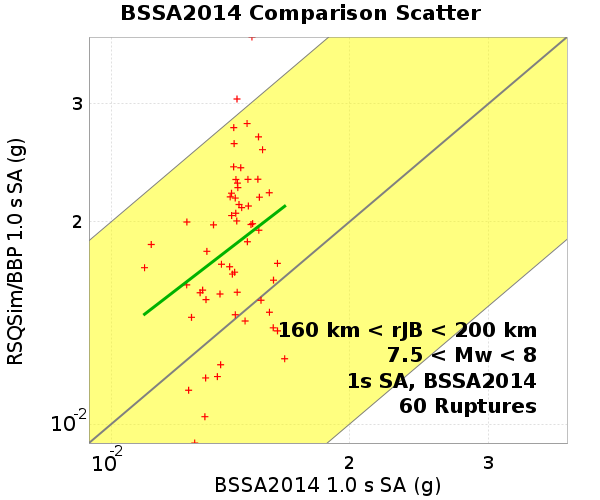 BSSA2014 Comparison Scatter
RSQSim/BBP 1.0 s SA (g)
3
2
10^-2
160 km < rJB < 200 km
7.5 < Mw < 8
1s SA, BSSA2014
60 Ruptures
10^-2 2 3
BSSA2014 1.0 s SA (g)